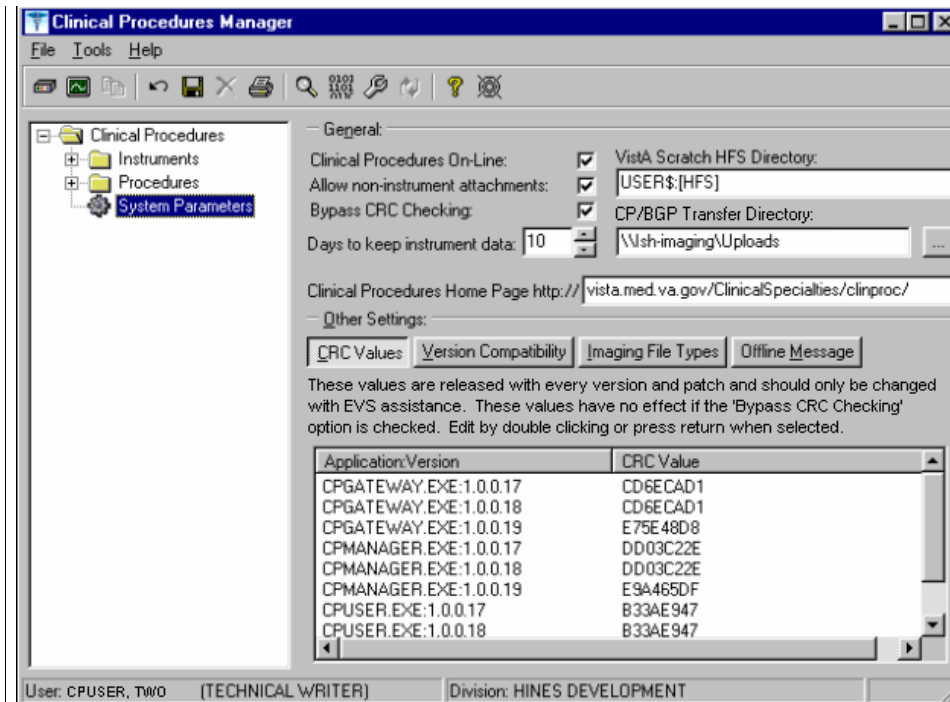 Clinical Procedures Manager
File Tools Help
Clinical Procedures
Instruments
Procedures
System Parameters
General:
Clinical Procedures On-Line:
Allow non-instrument attachments:
Bypass CRC Checking:
Days to keep instrument data: 10
VistA Scratch HFS Directory:
USER$:[HFS]
CP/BGP Transfer Directory:
\\Ish-imaging\Uploads
...
Clinical Procedures Home Page http:// vista.med.va.gov/ClinicalSpecialties/clinproc/
Other Settings:
CRC Values Version Compatibility Imaging File Types Offline Message
These values are released with every version and patch and should only be changed
with EVS assistance. These values have no effect if the 'Bypass CRC Checking'
option is checked. Edit by double clicking or press return when selected.
Application:Version CRC Value
CPGATEWAY.EXE:1.0.0.17 CD6ECAD1
CPGATEWAY.EXE:1.0.0.18 CD6ECAD1
CPGATEWAY.EXE:1.0.0.19 E75E48D8
CPMANAGER.EXE:1.0.0.17 DD03C22E
CPMANAGER.EXE:1.0.0.18 DD03C22E
CPMANAGER.EXE:1.0.0.19 E9A465DF
CPUSER.EXE:1.0.0.17 B33AE947
CPUSER.EXE:1.0.0.18 B33AE947
User: CPUSER, TWO (TECHNICAL WRITER) Division: HINES DEVELOPMENT